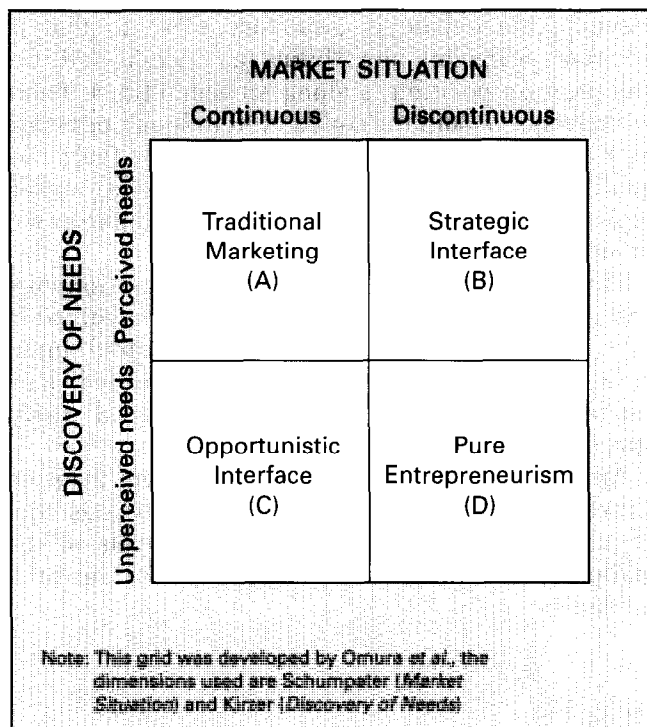 MARKET SITUATION
Continuous Discontinuous
DISCOVERY OF NEEDS
Perceived needs
Traditional
Marketing
(A)
Strategic
Interface
(B)
Unperceived needs
Opportunistic
Interface
(C)
Pure
Entrepreneurism
(D)
Note: This grid was developed by Omura et al., the
dimensions used are Schumpeter (Market
Situation) and Kirzer (Discovery of Needs)